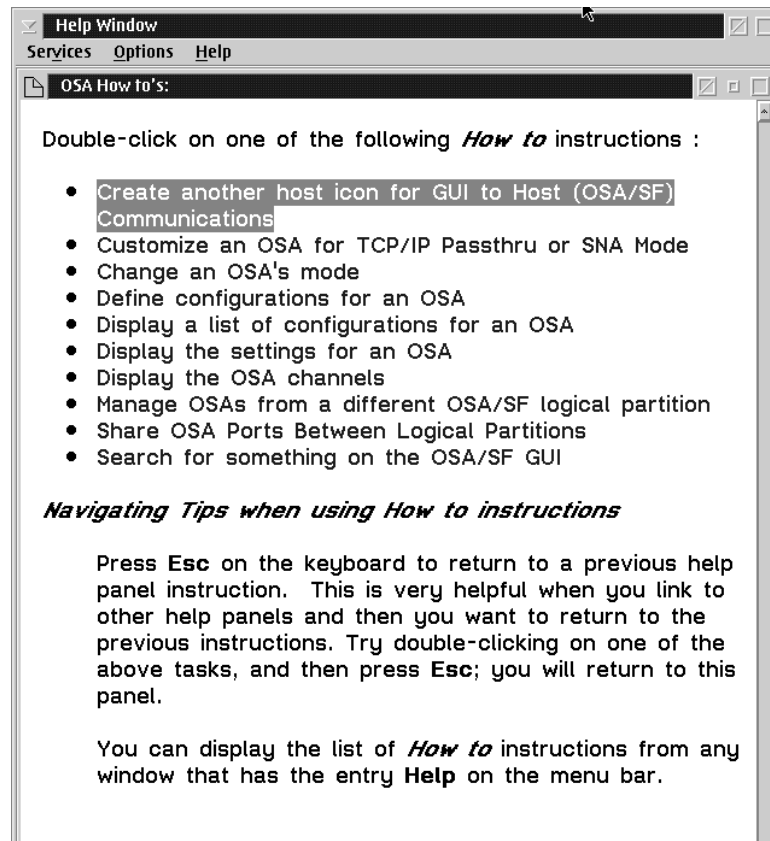 Help Window
Services Options Help
OSA How to's:
Double-click on one of the following How to instructions :
• Create another host icon for GUI to Host (OSA/SF)
Communications
• Customize an OSA for TCP/IP Passthru or SNA Mode
• Change an OSA's mode
• Define configurations for an OSA
• Display a list of configurations for an OSA
• Display the settings for an OSA
• Display the OSA channels
• Manage OSAs from a different OSA/SF logical partition
• Share OSA Ports Between Logical Partitions
• Search for something on the OSA/SF GUI
Navigating Tips when using How to instructions
Press Esc on the keyboard to return to a previous help
panel instruction. This is very helpful when you link to
other help panels and then you want to return to the
previous instructions. Try double-clicking on one of the
above tasks, and then press Esc; you will return to this
panel.
You can display the list of How to instructions from any
window that has the entry Help on the menu bar.